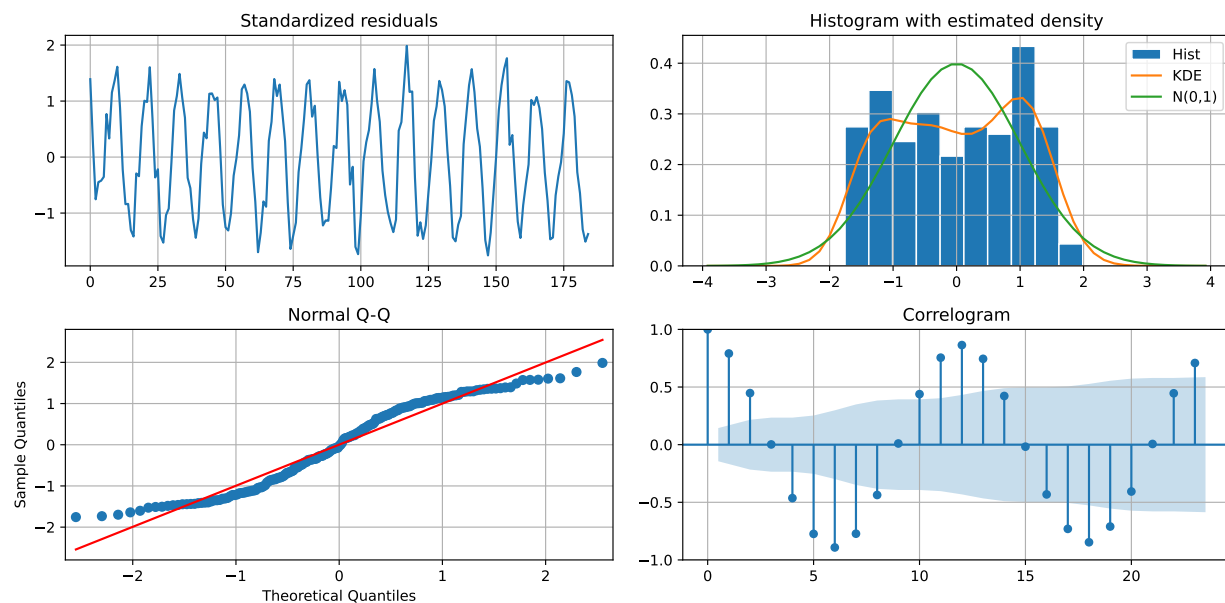 Standardized residuals
2
1
0
−1
0 25 50 75 100 125 150 175
Histogram with estimated density
0.4
0.3
0.2
0.1
0.0
−4 −3 −2 −1 0 1 2 3 4
Hist
KDE
N(0,1)
Normal Q-Q
Sample Quantiles
2
1
0
−1
−2
−2 −1 0 1 2
Theoretical Quantiles
Correlogram
1.0
0.5
0.0
−0.5
−1.0
0 5 10 15 20